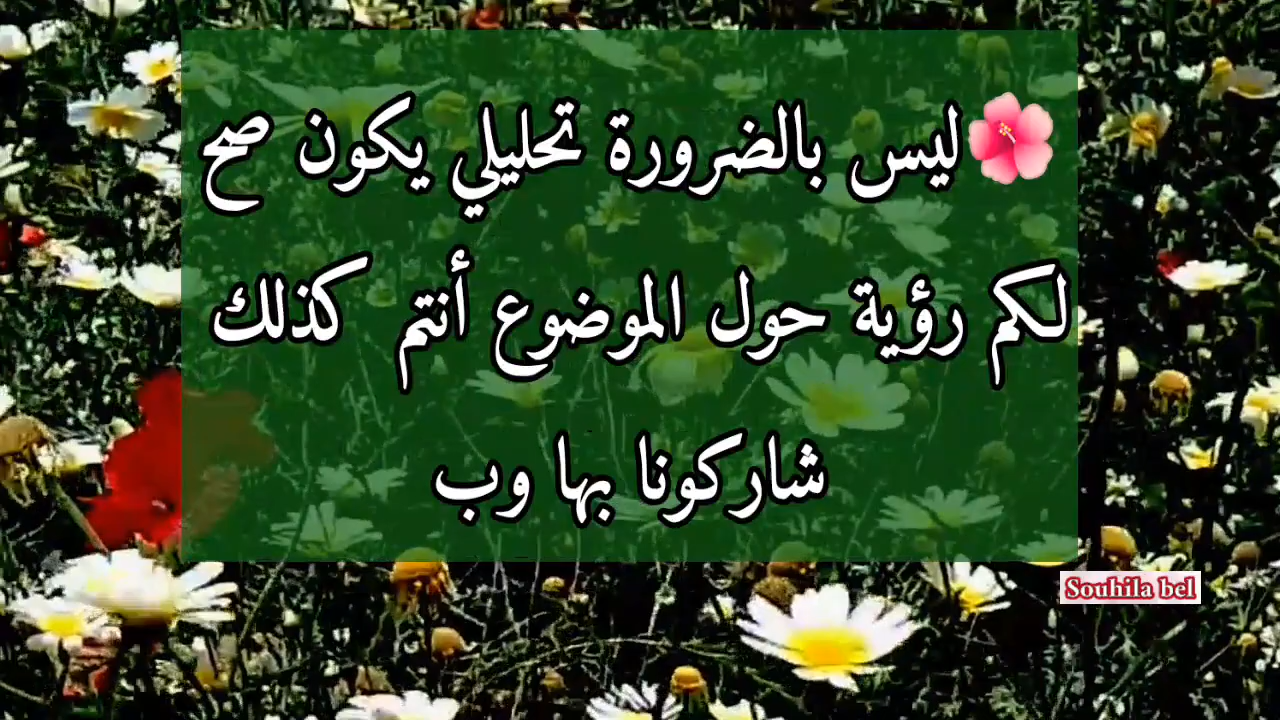 🌺ليس بالضرورة تحليلي يكون صح
لكم رؤية حول الموضوع أنتم كذلك
شاركونا بها وب
Souhila bel